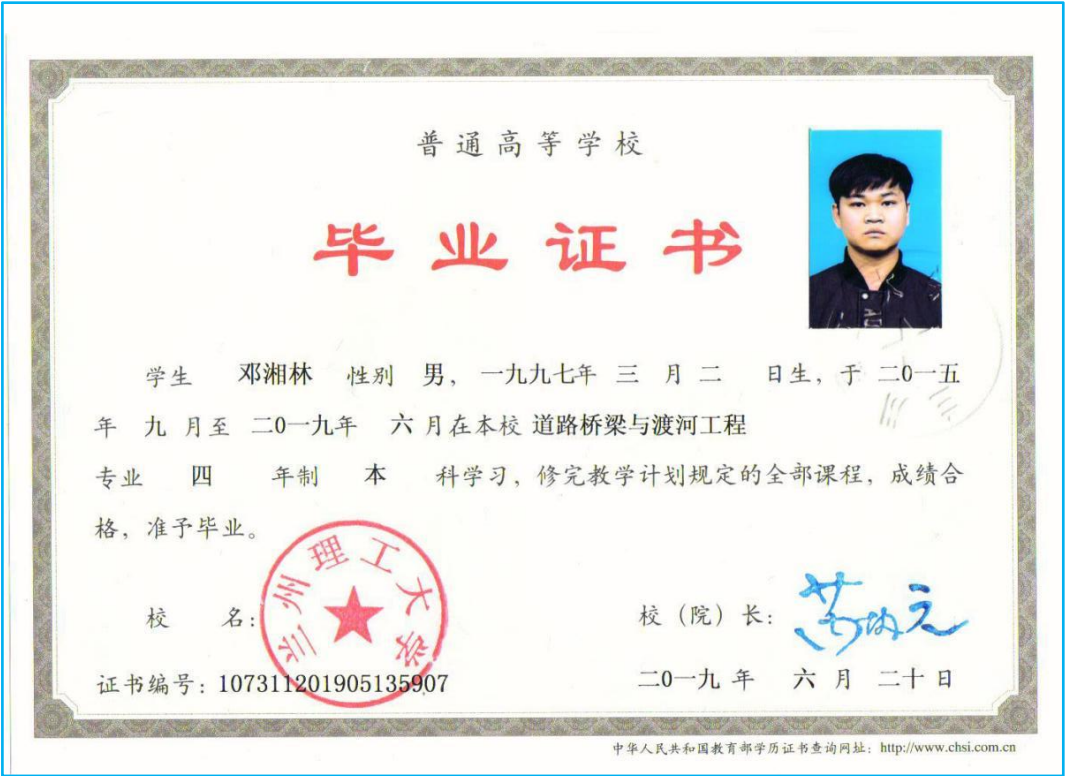 普通高等学校
毕业证书
学生 邓湘林 性别 男，一九九七年 三 月 二 日生，于 二0一五
年 九 月至 二0一九年 六 月在本校 道路桥梁与渡河工程
专业 四 年制 本 科学习，修完教学计划规定的全部课程，成绩合
格，准予毕业。
兰州理工大学
校 名：
校（院）长：
证书编号：107311201905135907
二0一九 年 六 月 二十 日
中华人民共和国教育部学历证书查询网址：http://www.chsi.com.cn